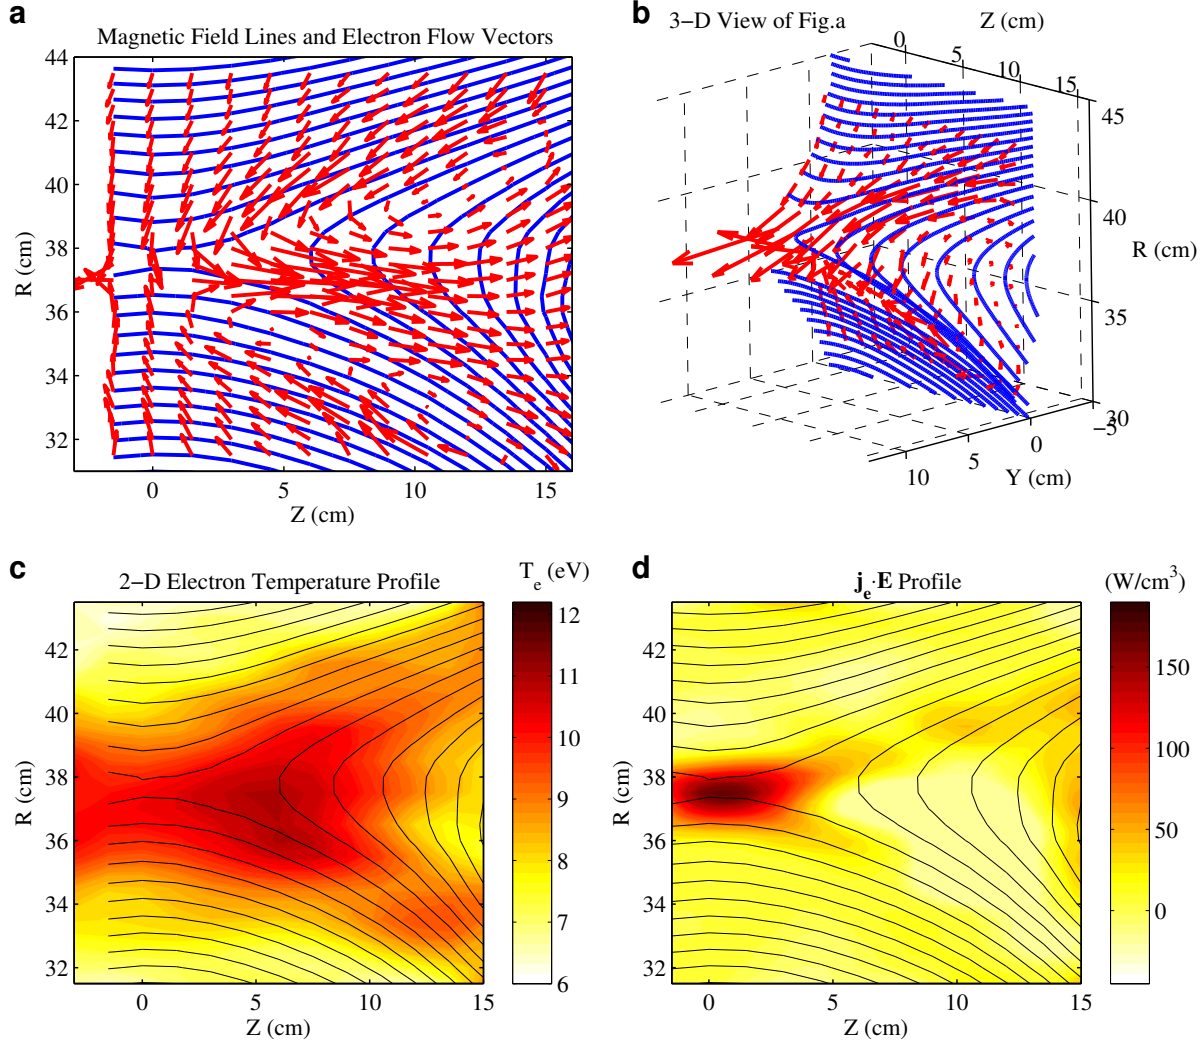 a
Magnetic Field Lines and Electron Flow Vectors
44
42
40
38
36
34
32
R (cm)
0 5 10 15
Z (cm)
b
3−D View of Fig.a
Z (cm)
0
5
10
15
45
40
R (cm)
35
30
−5
0
5
10
Y (cm)
c
2−D Electron Temperature Profile
T_e (eV)
42
40
38
36
34
32
R (cm)
0 5 10 15
Z (cm)
12
11
10
9
8
7
6
d
j_e·E Profile
(W/cm³)
42
40
38
36
34
32
R (cm)
0 5 10 15
Z (cm)
150
100
50
0